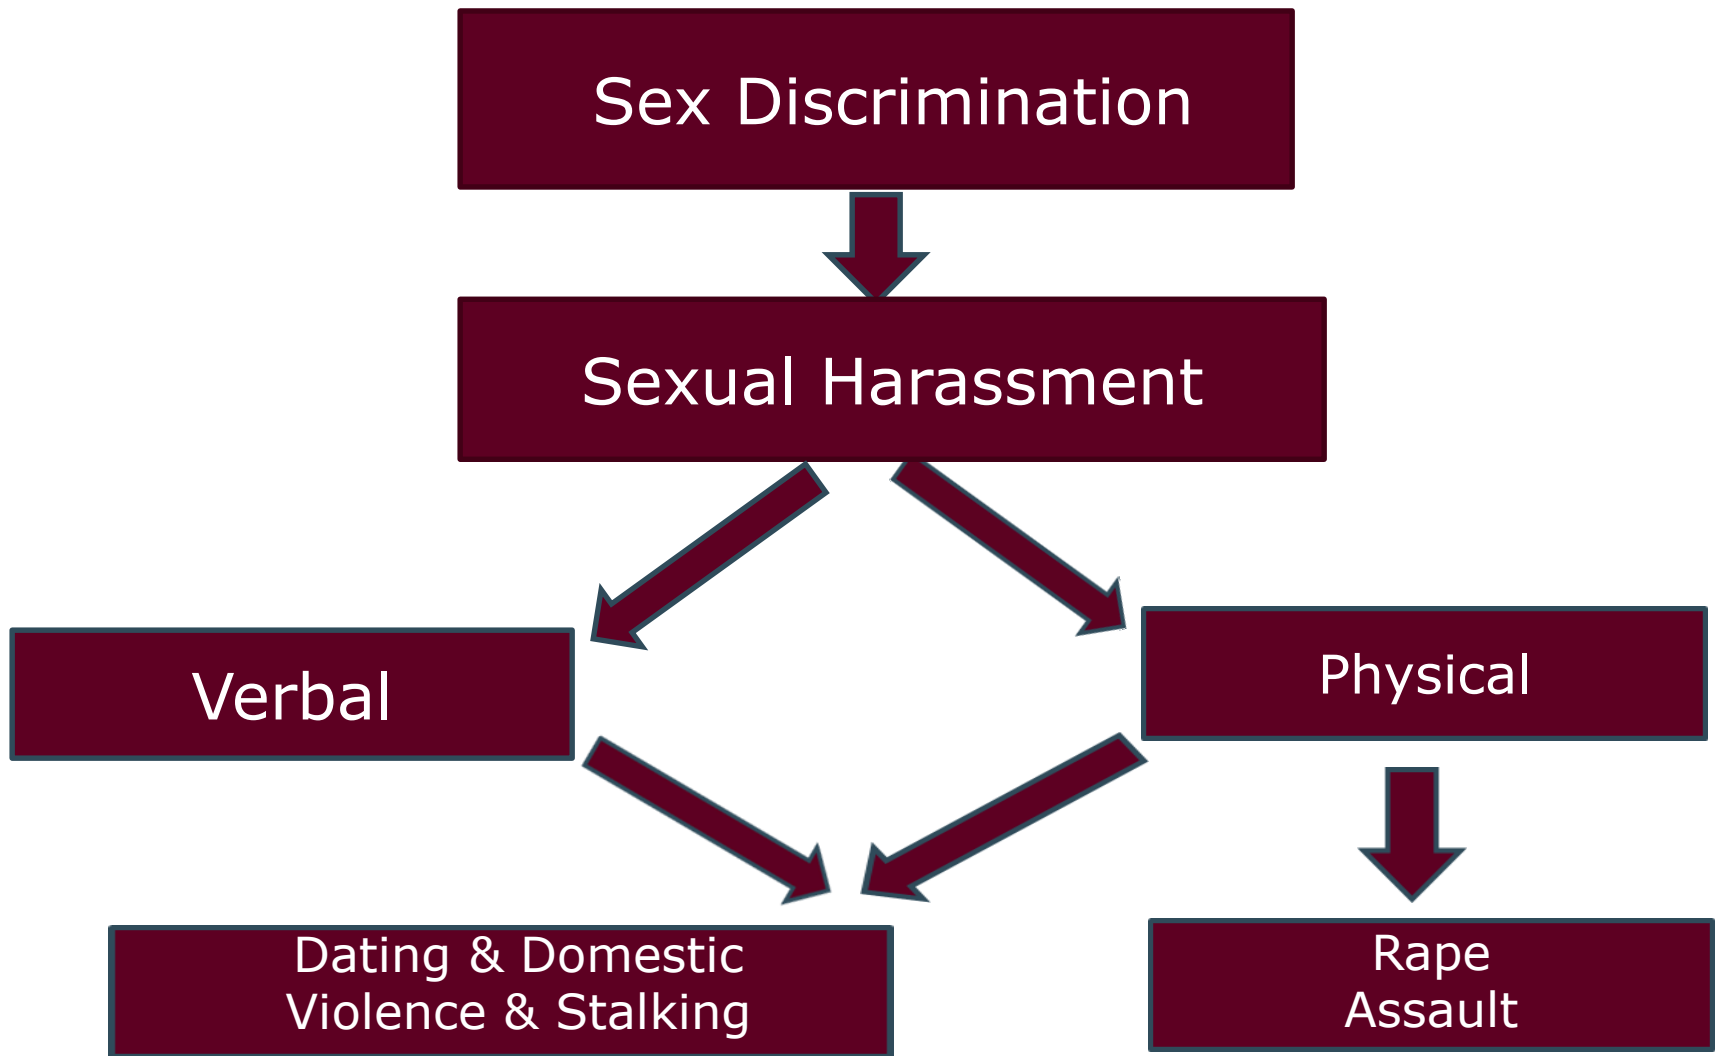 Sex Discrimination
Sexual Harassment
Verbal
Physical
Dating & Domestic
Violence & Stalking
Rape
Assault